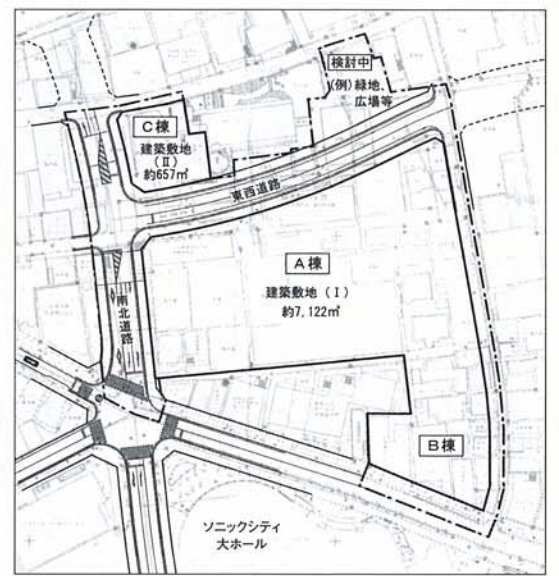 検討中
(例)緑地、
広場等
C棟
建築敷地
(Ⅱ)
約657㎡
東西道路
A棟
建築敷地(Ⅰ)
約7,122㎡
南北道路
B棟
ソニックシティ
大ホール